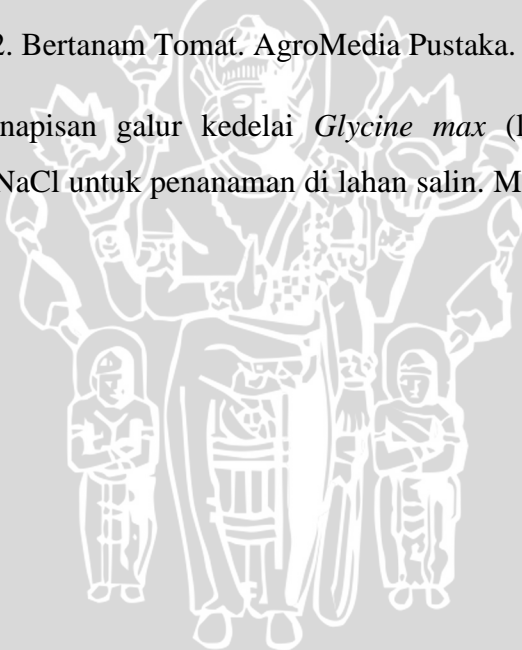 2. Bertanam Tomat. AgroMedia Pustaka.
napisan galur kedelai Glycine max (
NaCl untuk penanaman di lahan salin. M